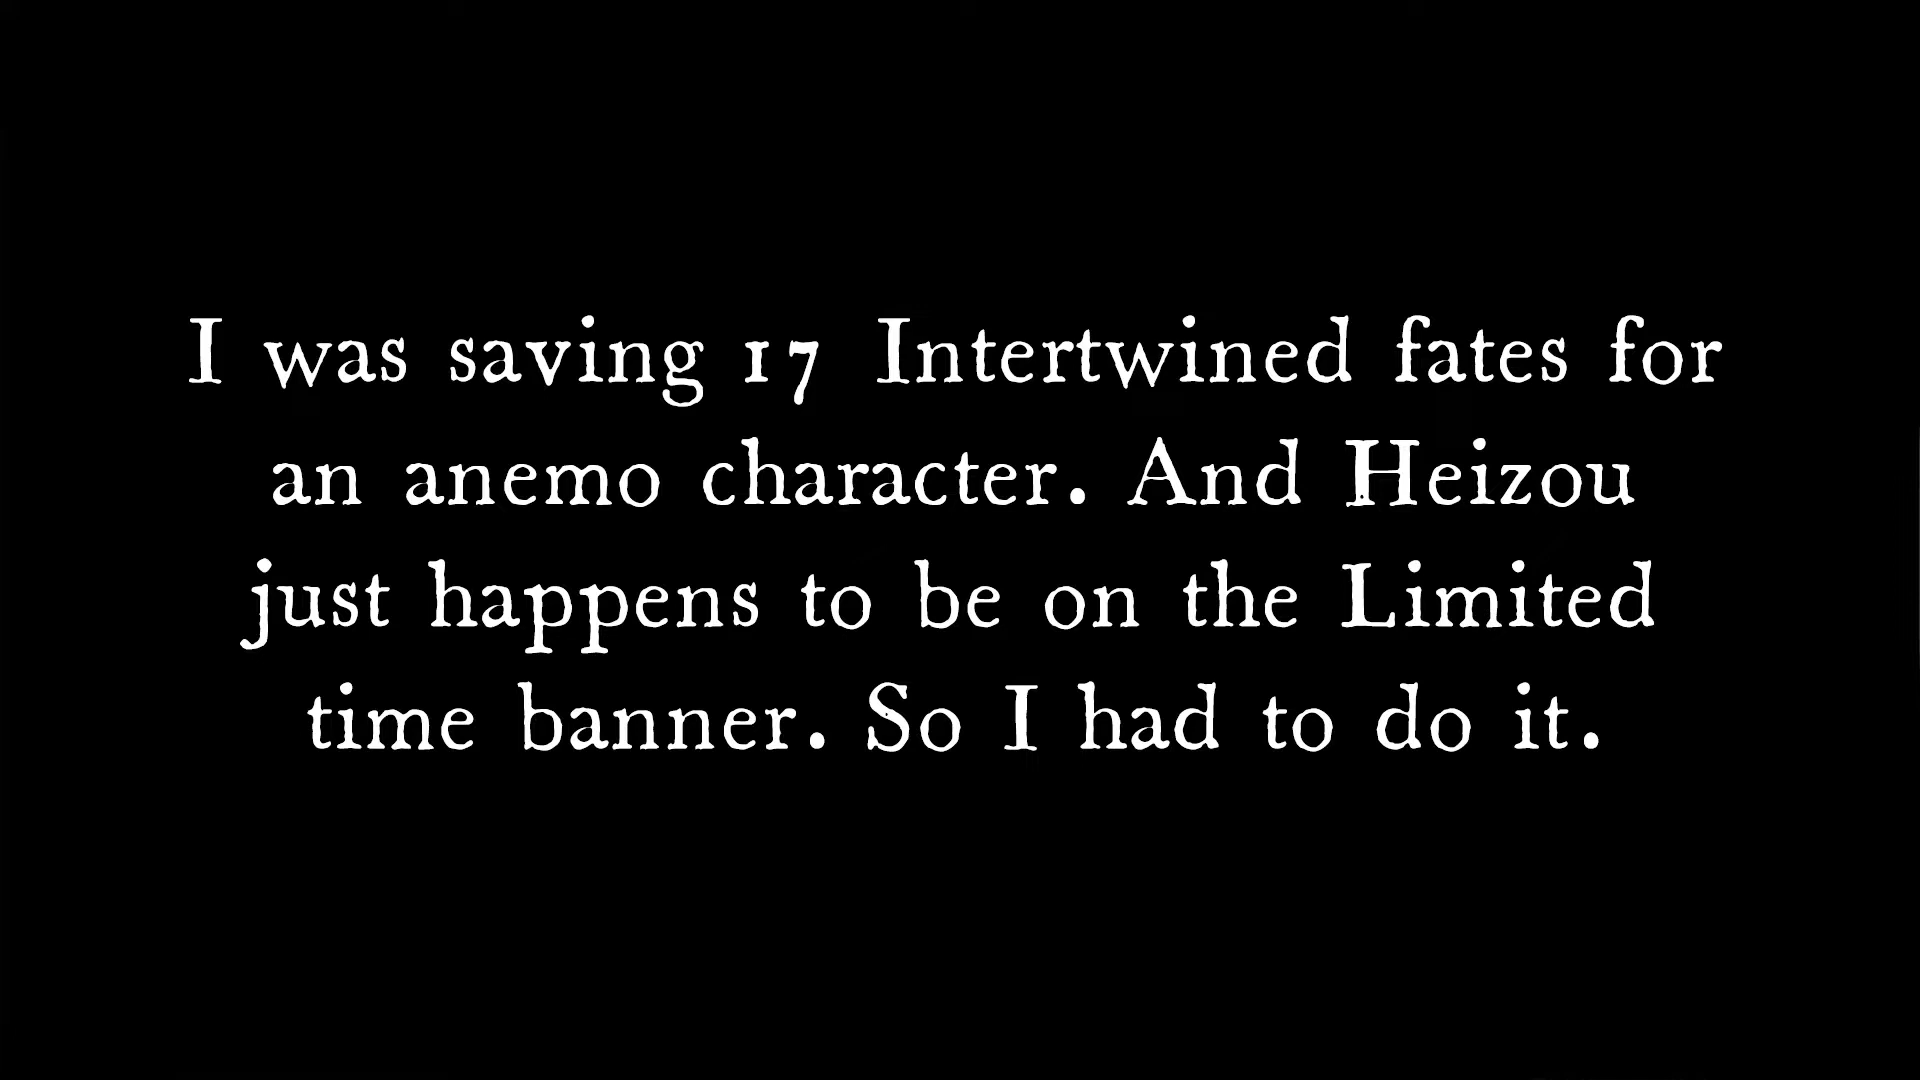 I was saving 17 Intertwined fates for
an anemo character. And Heizou
just happens to be on the Limited
time banner. So I had to do it.